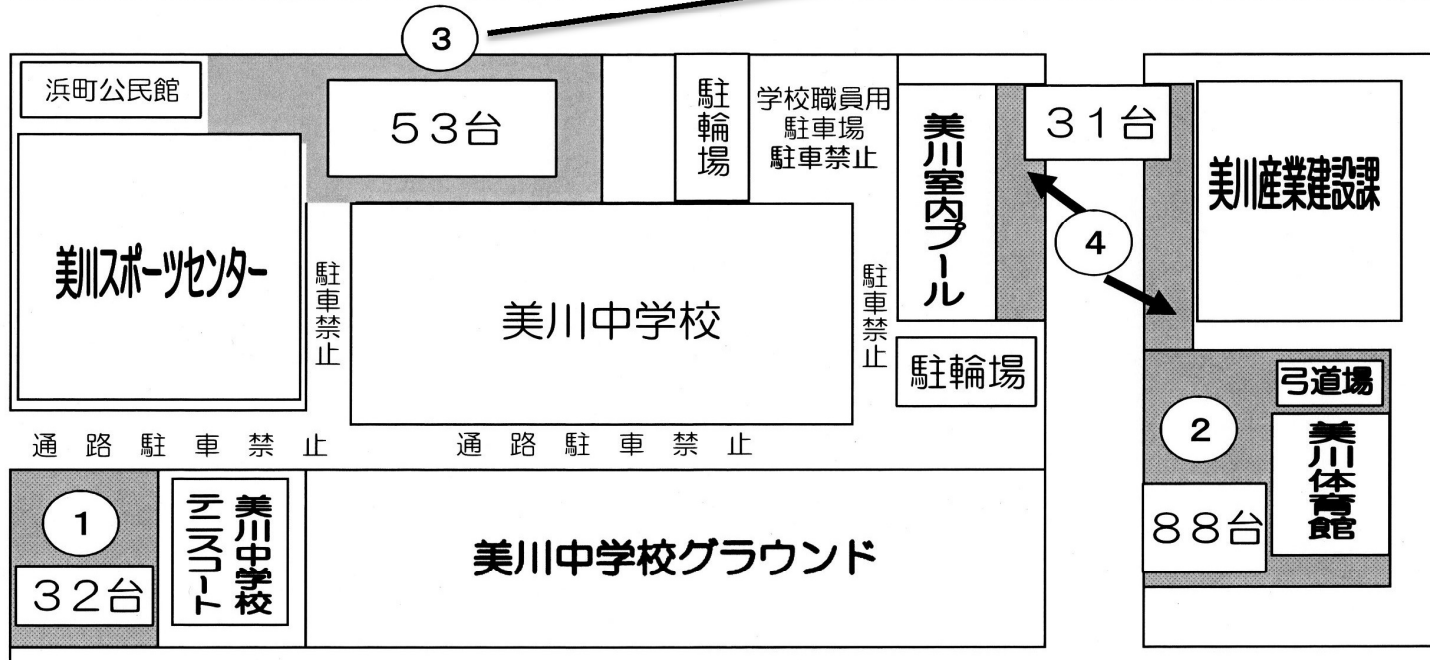 3
浜町公民館
53台
駐輪場
学校職員用
駐車場
駐車禁止
美川室内プール
31台
美川産業建設課
4
美川スポーツセンター
駐車禁止
美川中学校
駐車禁止
駐輪場
弓道場
2
美川体育館
88台
通路駐車禁止
通路駐車禁止
1
32台
美川中学校
テニスコート
美川中学校グラウンド